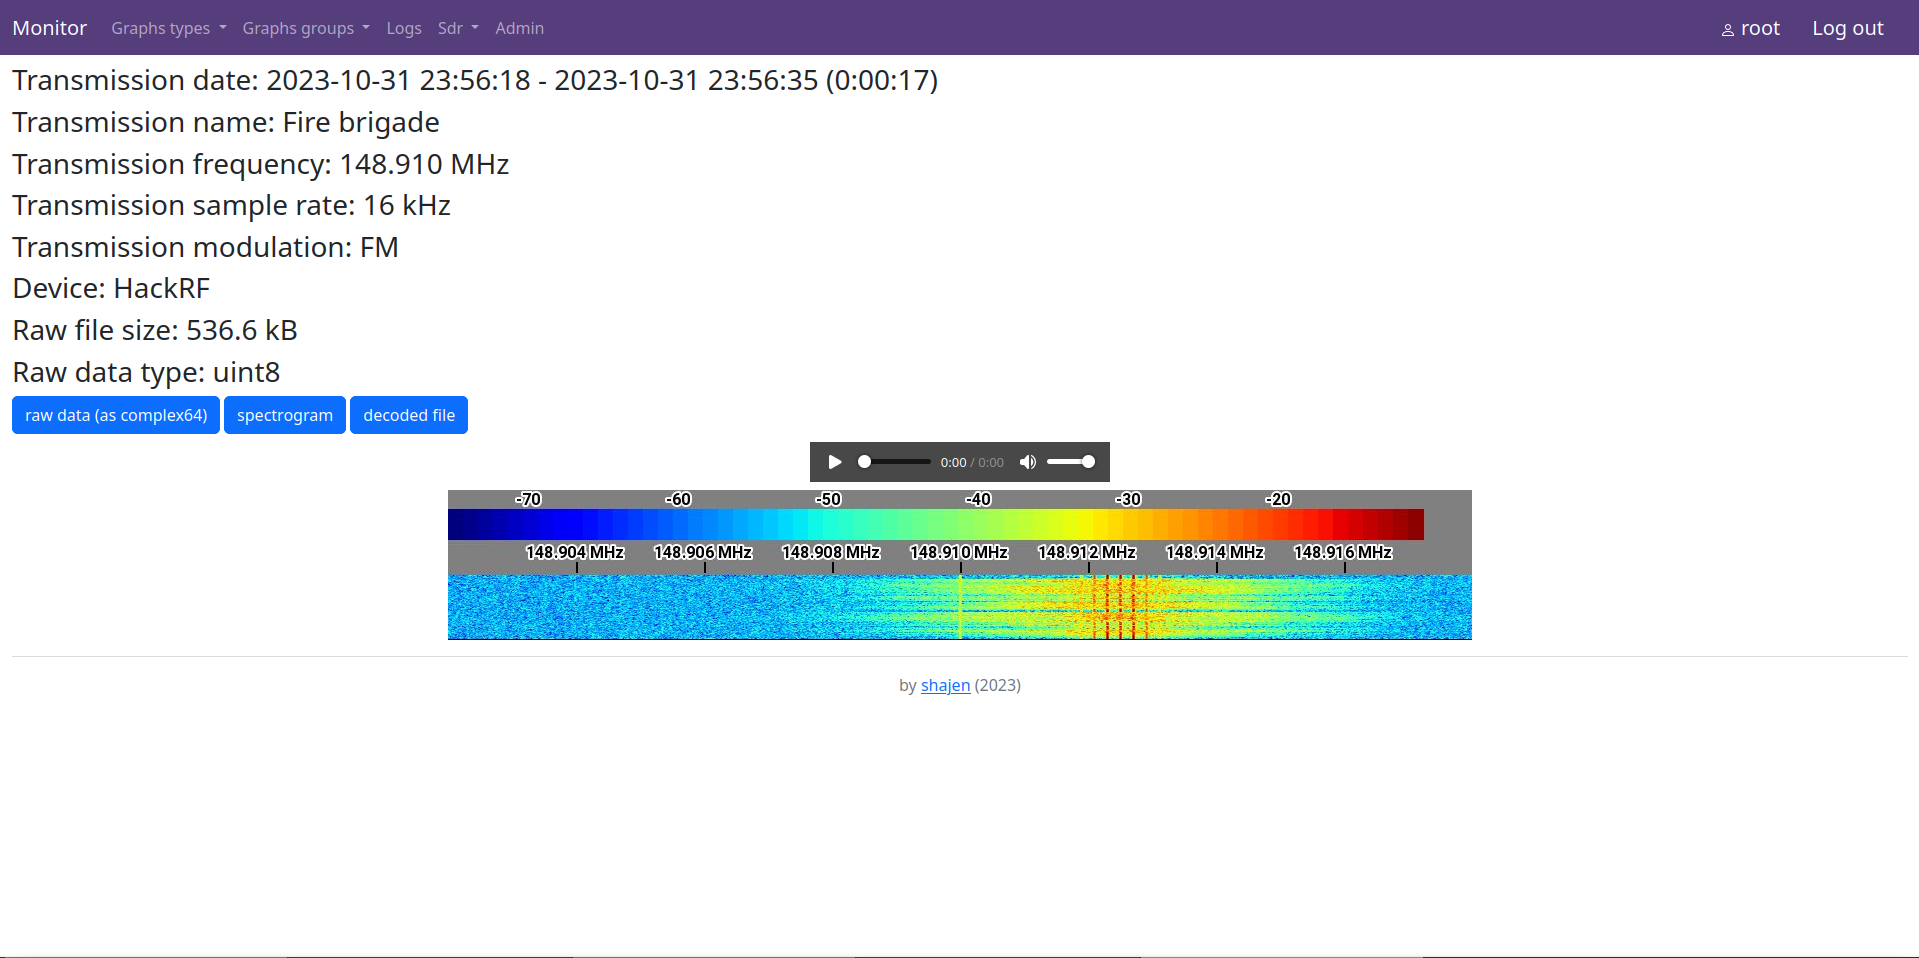 Monitor Graphs types Graphs groups Logs Sdr Admin root Log out
Transmission date: 2023-10-31 23:56:18 - 2023-10-31 23:56:35 (0:00:17)
Transmission name: Fire brigade
Transmission frequency: 148.910 MHz
Transmission sample rate: 16 kHz
Transmission modulation: FM
Device: HackRF
Raw file size: 536.6 kB
Raw data type: uint8
raw data (as complex64) spectrogram decoded file
0:00 / 0:00
-70 -60 -50 -40 -30 -20
148.904 MHz 148.906 MHz 148.908 MHz 148.910 MHz 148.912 MHz 148.914 MHz 148.916 MHz
by shajen (2023)